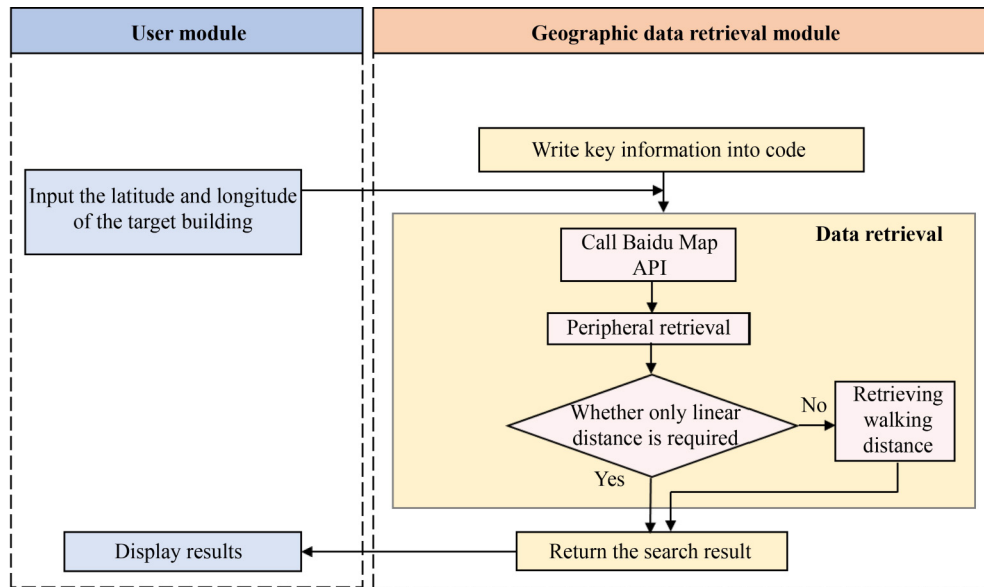 User module
Geographic data retrieval module
Write key information into code
Input the latitude and longitude
of the target building
Data retrieval
Call Baidu Map
API
Peripheral retrieval
Whether only linear
distance is required
No
Retrieving
walking
distance
Yes
Display results
Return the search result